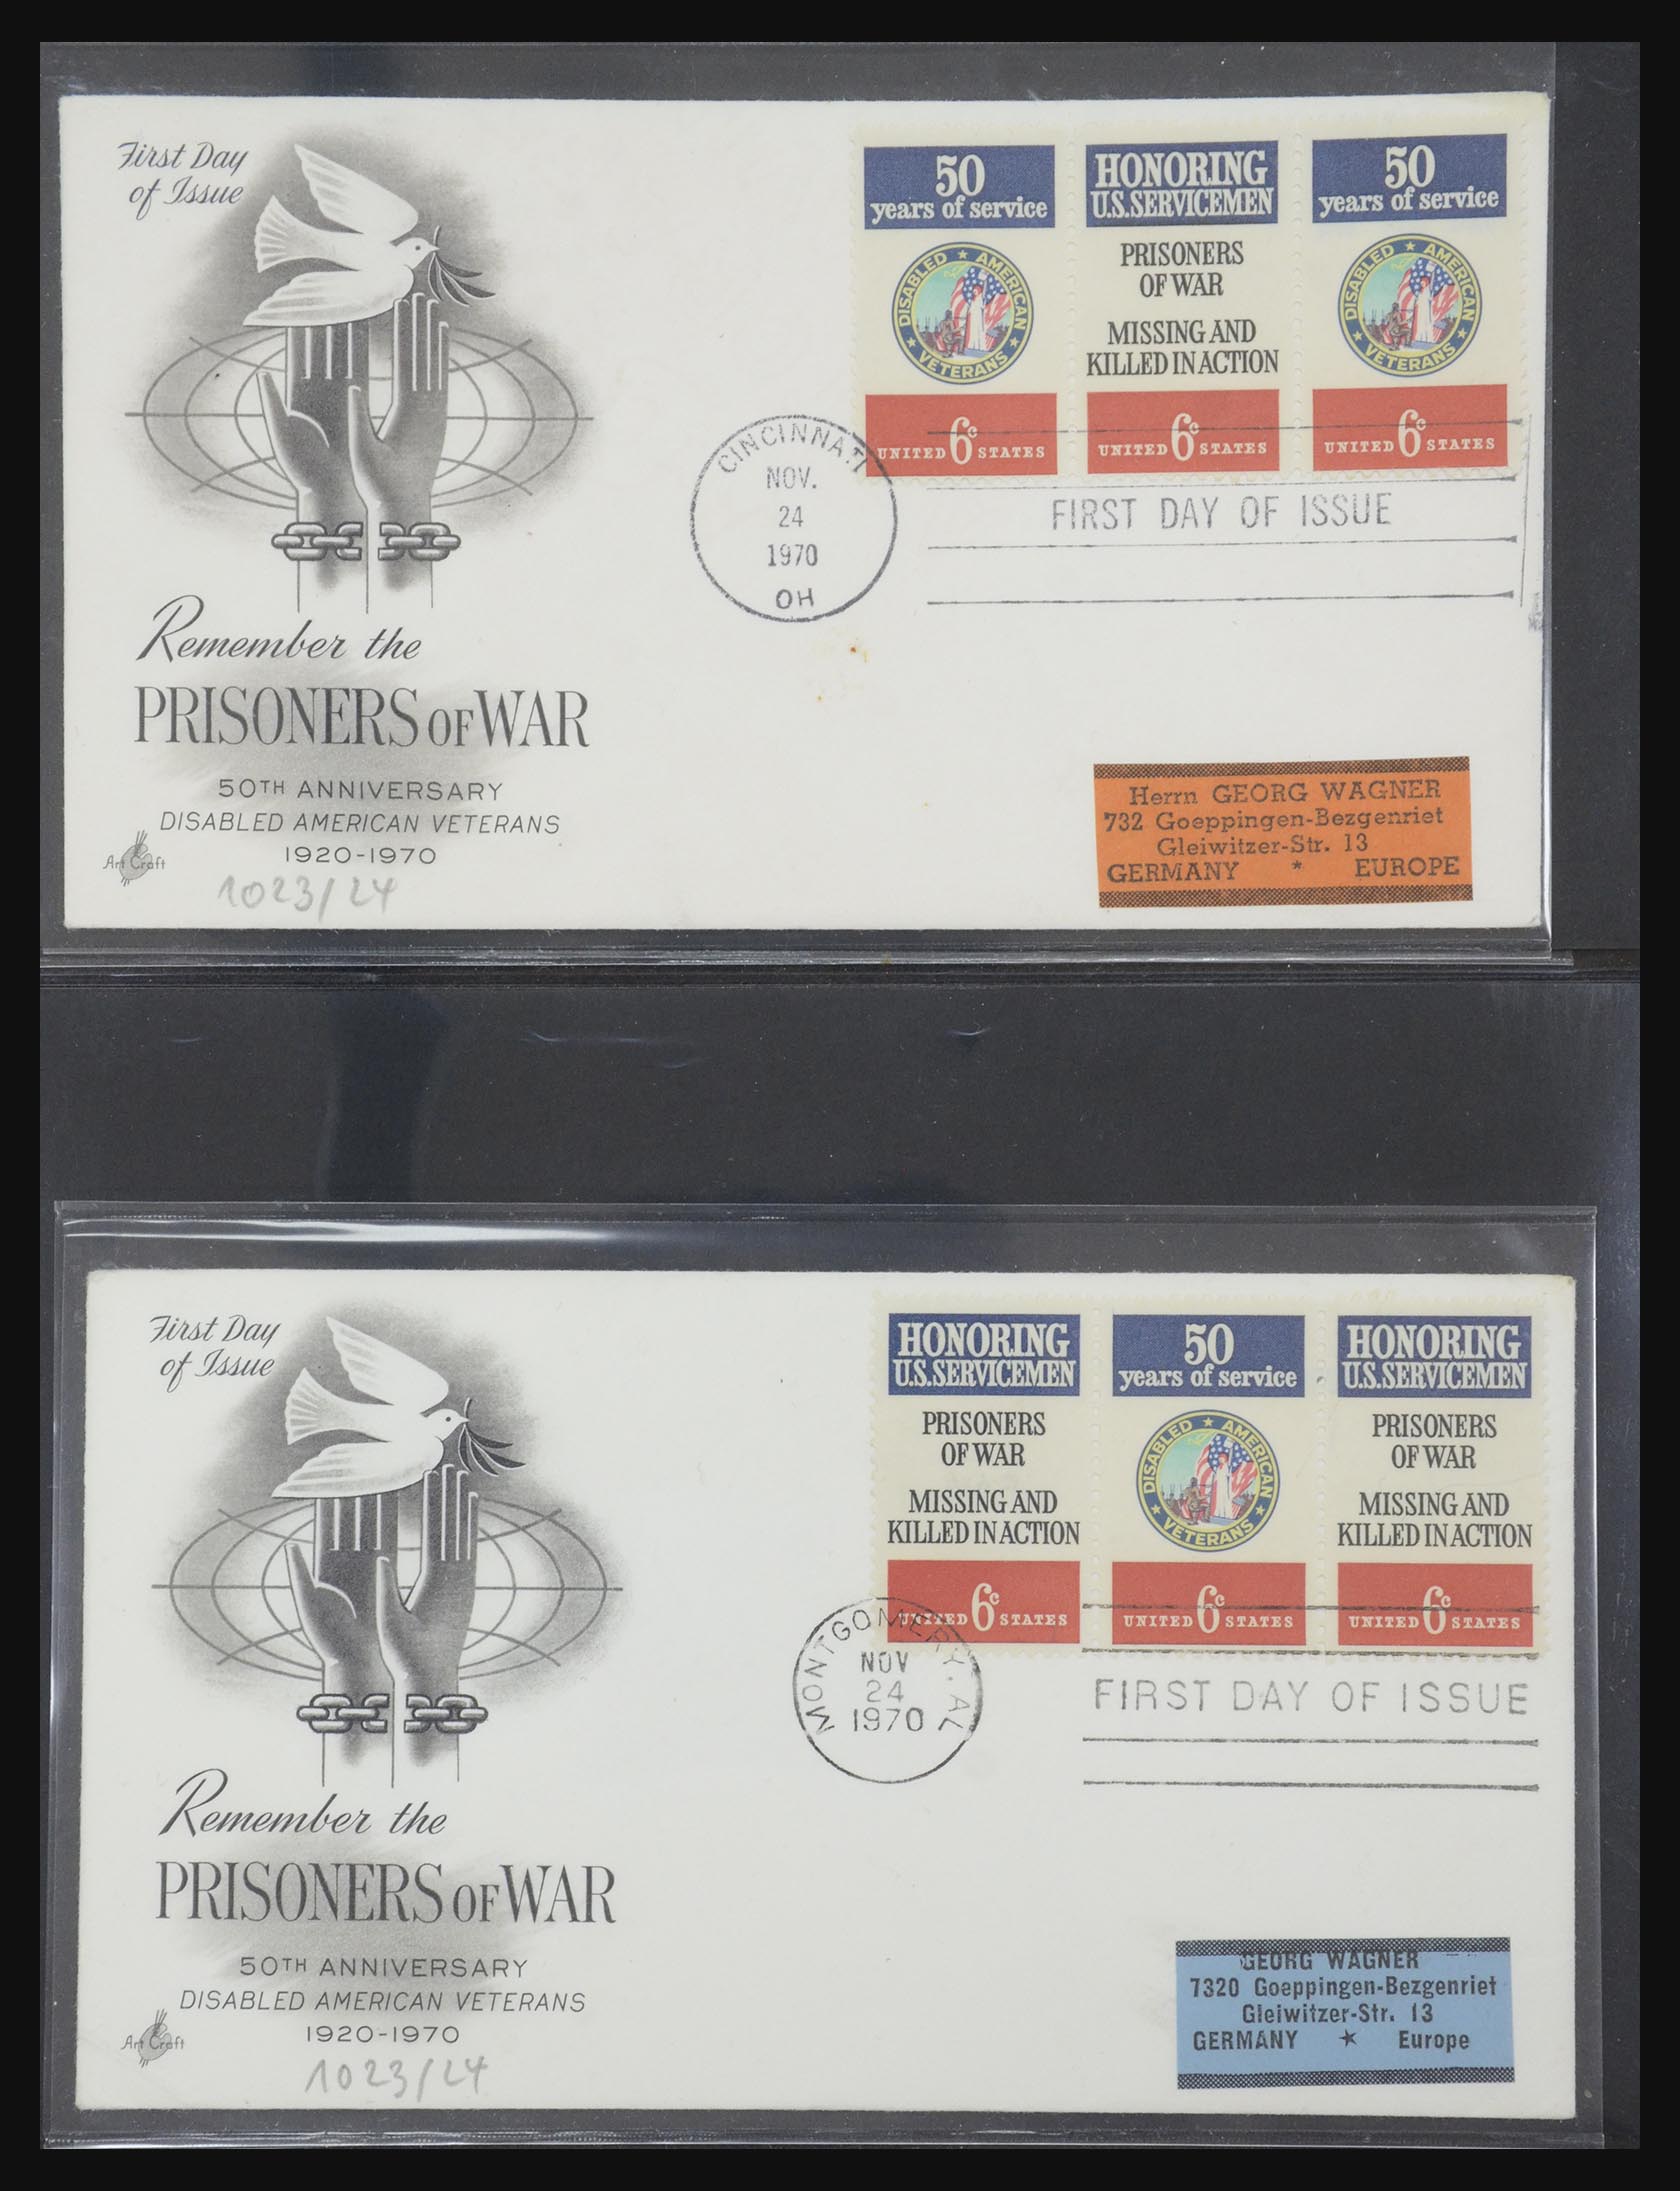 First Day
of Issue
50
years of service
HONORING
U.S. SERVICEMEN
50
years of service
PRISONERS
OF WAR
MISSING AND
KILLED IN ACTION
DISABLED ★ AMERICAN
★ VETERANS ★
DISABLED ★ AMERICAN
★ VETERANS ★
UNITED 6c STATES
UNITED 6c STATES
UNITED 6c STATES
CINCINNATI
NOV.
24
1970
OH
FIRST DAY OF ISSUE
Remember the
PRISONERS OF WAR
50TH ANNIVERSARY
DISABLED AMERICAN VETERANS
1920-1970
Art Craft
1023/24
Herrn GEORG WAGNER
732 Goeppingen-Bezgenriet
Gleiwitzer-Str. 13
GERMANY * EUROPE
First Day
of Issue
HONORING
U.S. SERVICEMEN
50
years of service
HONORING
U.S. SERVICEMEN
PRISONERS
OF WAR
MISSING AND
KILLED IN ACTION
DISABLED ★ AMERICAN
★ VETERANS ★
PRISONERS
OF WAR
MISSING AND
KILLED IN ACTION
UNITED 6c STATES
UNITED 6c STATES
UNITED 6c STATES
MONTGOMERY, AL
NOV
24
1970
FIRST DAY OF ISSUE
Remember the
PRISONERS OF WAR
50TH ANNIVERSARY
DISABLED AMERICAN VETERANS
1920-1970
Art Craft
1023/24
GEORG WAGNER
7320 Goeppingen-Bezgenriet
Gleiwitzer-Str. 13
GERMANY ★ Europe